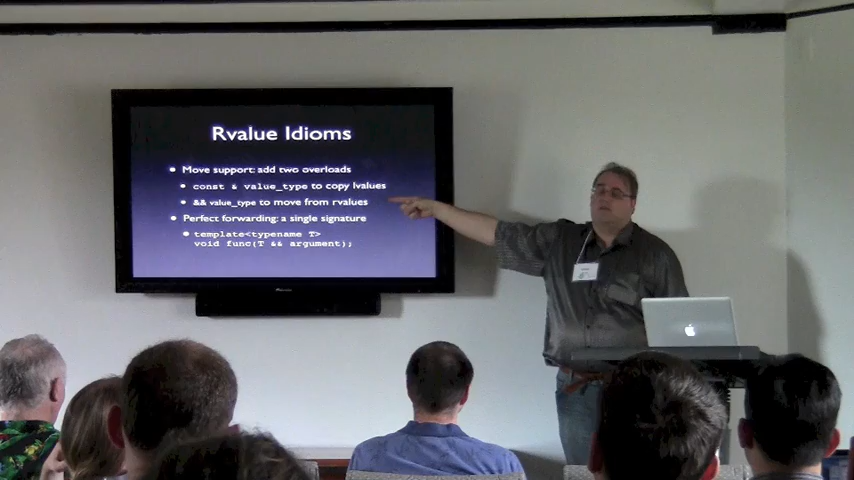 Rvalue Idioms
• Move support: add two overloads
• const & value_type to copy lvalues
• && value_type to move from rvalues
• Perfect forwarding: a single signature
• template<typename T>
void func(T && argument);